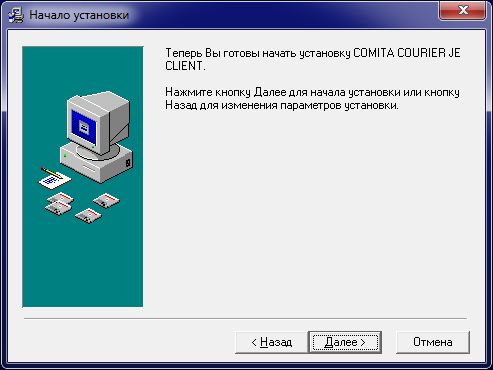 Начало установки
Теперь Вы готовы начать установку COMITA COURIER JE
CLIENT.
Нажмите кнопку Далее для начала установки или кнопку
Назад для изменения параметров установки.
< Назад
Далее >
Отмена